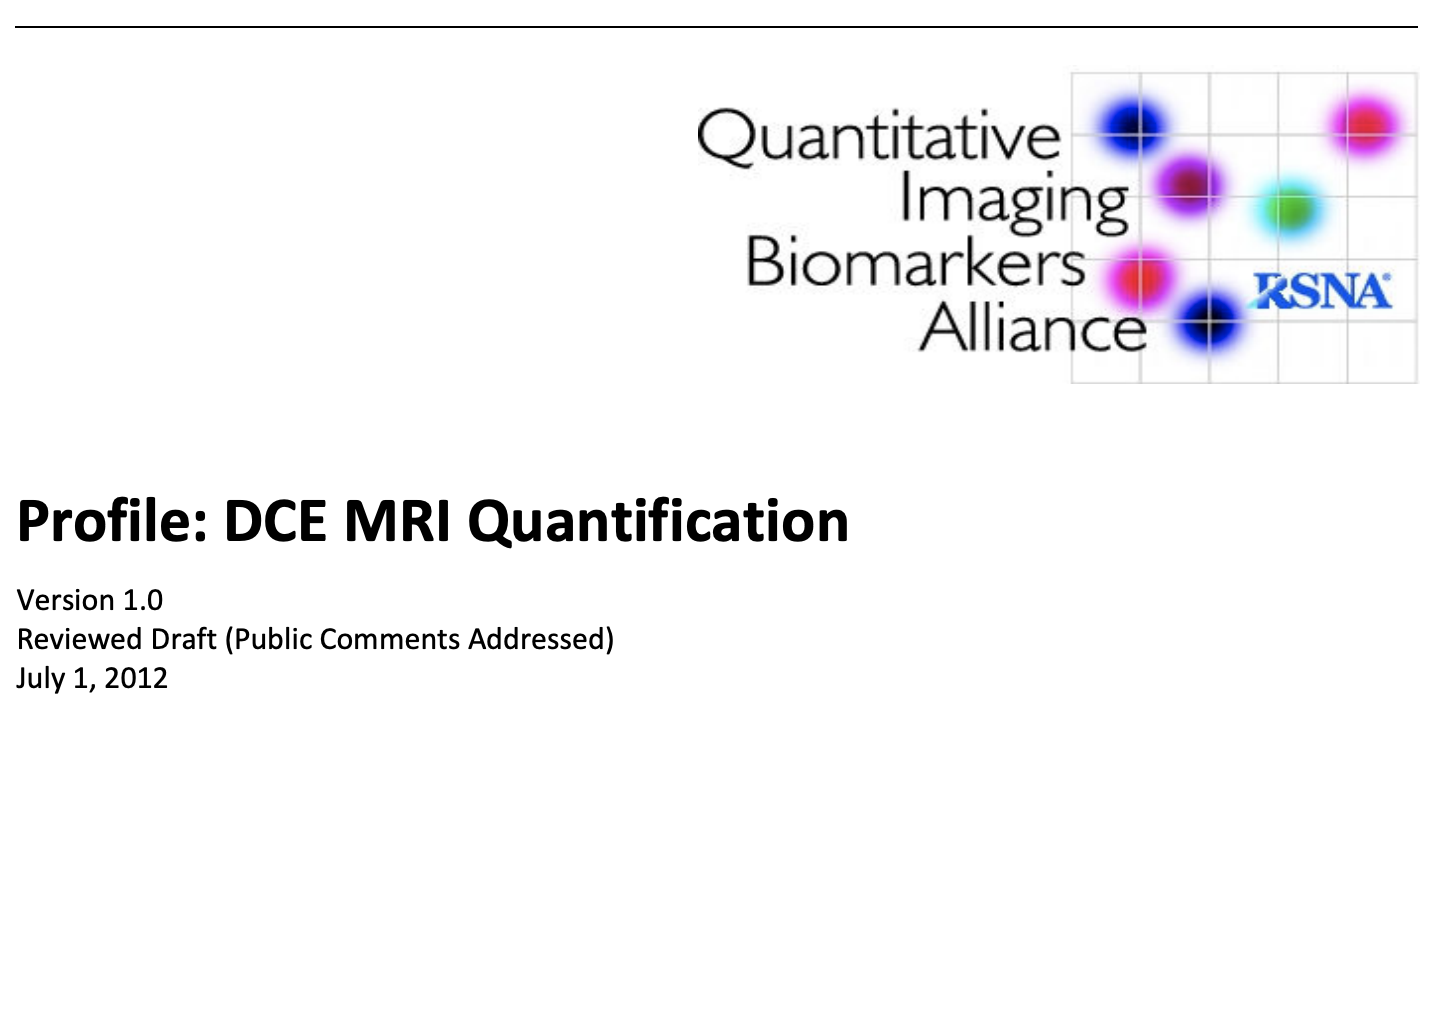 Quantitative
Imaging
Biomarkers
RSNA®
Alliance
Profile: DCE MRI Quantification
Version 1.0
Reviewed Draft (Public Comments Addressed)
July 1, 2012